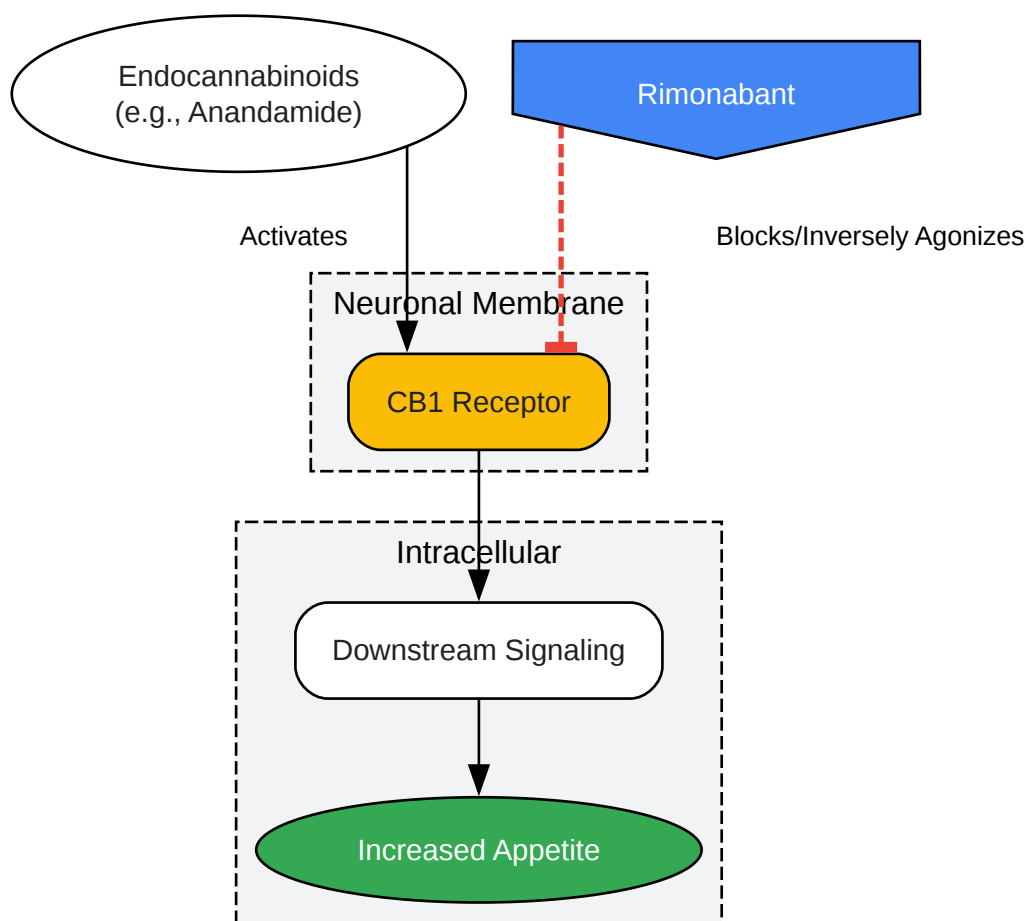 Endocannabinoids
(e.g., Anandamide)
Rimonabant
Activates
Blocks/Inversely Agonizes
Neuronal Membrane
CB1 Receptor
Intracellular
Downstream Signaling
Increased Appetite